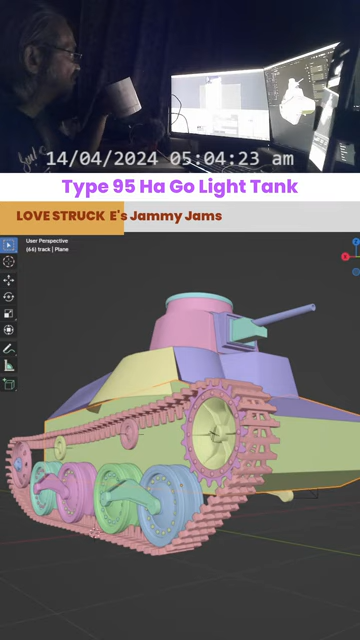 14/04/2024 05:04:23 am
Type 95 Ha Go Light Tank
LOVE STRUCK E's Jammy Jams
User Perspective
(66) track | Plane